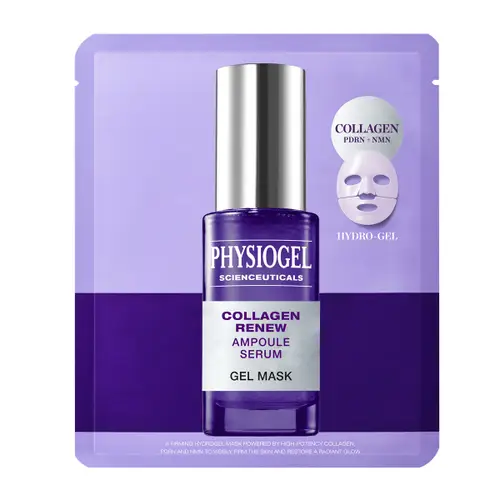 COLLAGEN
PDRN + NMN
HYDRO-GEL
PHYSIOGEL
SCIENCEUTICALS
COLLAGEN
RENEW
AMPOULE
SERUM
GEL MASK
A FIRMING HYDROGEL MASK POWERED BY HIGH-POTENCY COLLAGEN,
PDRN AND NMN TO VISIBLY FIRM THE SKIN AND RESTORE A RADIANT GLOW.